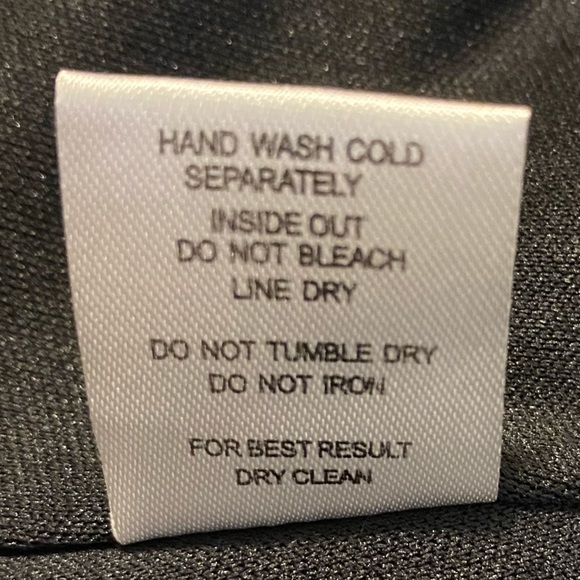 HAND WASH COLD
SEPARATELY
INSIDE OUT
DO NOT BLEACH
LINE DRY
DO NOT TUMBLE DRY
DO NOT IRON
FOR BEST RESULT
DRY CLEAN